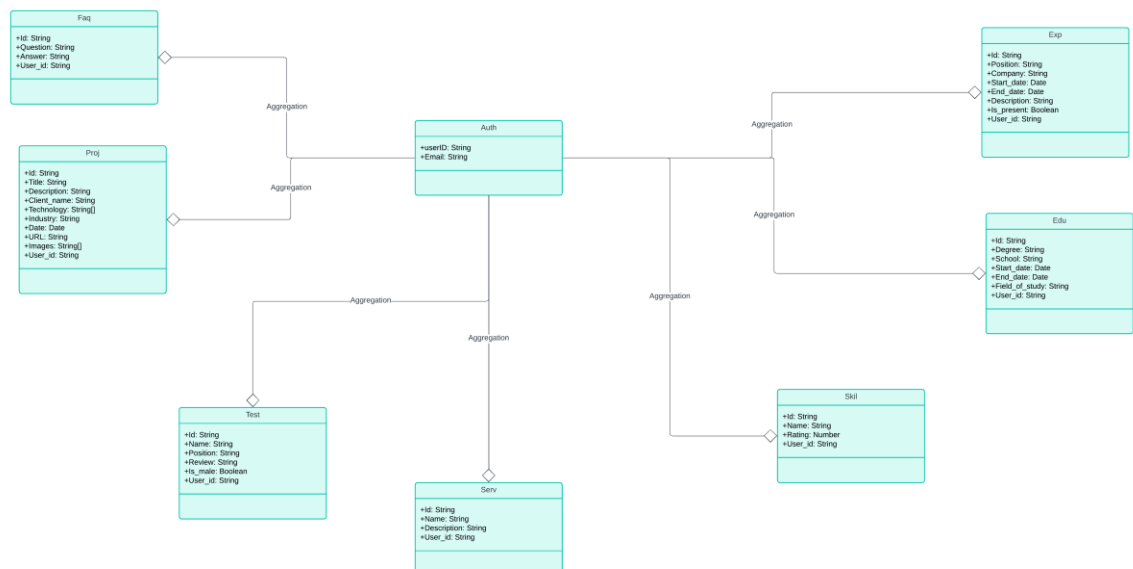 Faq
+Id: String
+Question: String
+Answer: String
+User_id: String
Aggregation
Proj
+Id: String
+Title: String
+Description: String
+Client_name: String
+Technology: String[]
+Industry: String
+Date: Date
+URL: String
+Images: String[]
+User_id: String
Aggregation
Auth
+userID: String
+Email: String
Exp
+Id: String
+Position: String
+Company: String
+Start_date: Date
+End_date: Date
+Description: String
+Is_present: Boolean
+User_id: String
Aggregation
Edu
+Id: String
+Degree: String
+School: String
+Start_date: Date
+End_date: Date
+Field_of_study: String
+User_id: String
Aggregation
Aggregation
Test
+Id: String
+Name: String
+Position: String
+Review: String
+Is_male: Boolean
+User_id: String
Aggregation
Serv
+Id: String
+Name: String
+Description: String
+User_id: String
Aggregation
Skil
+Id: String
+Name: String
+Rating: Number
+User_id: String